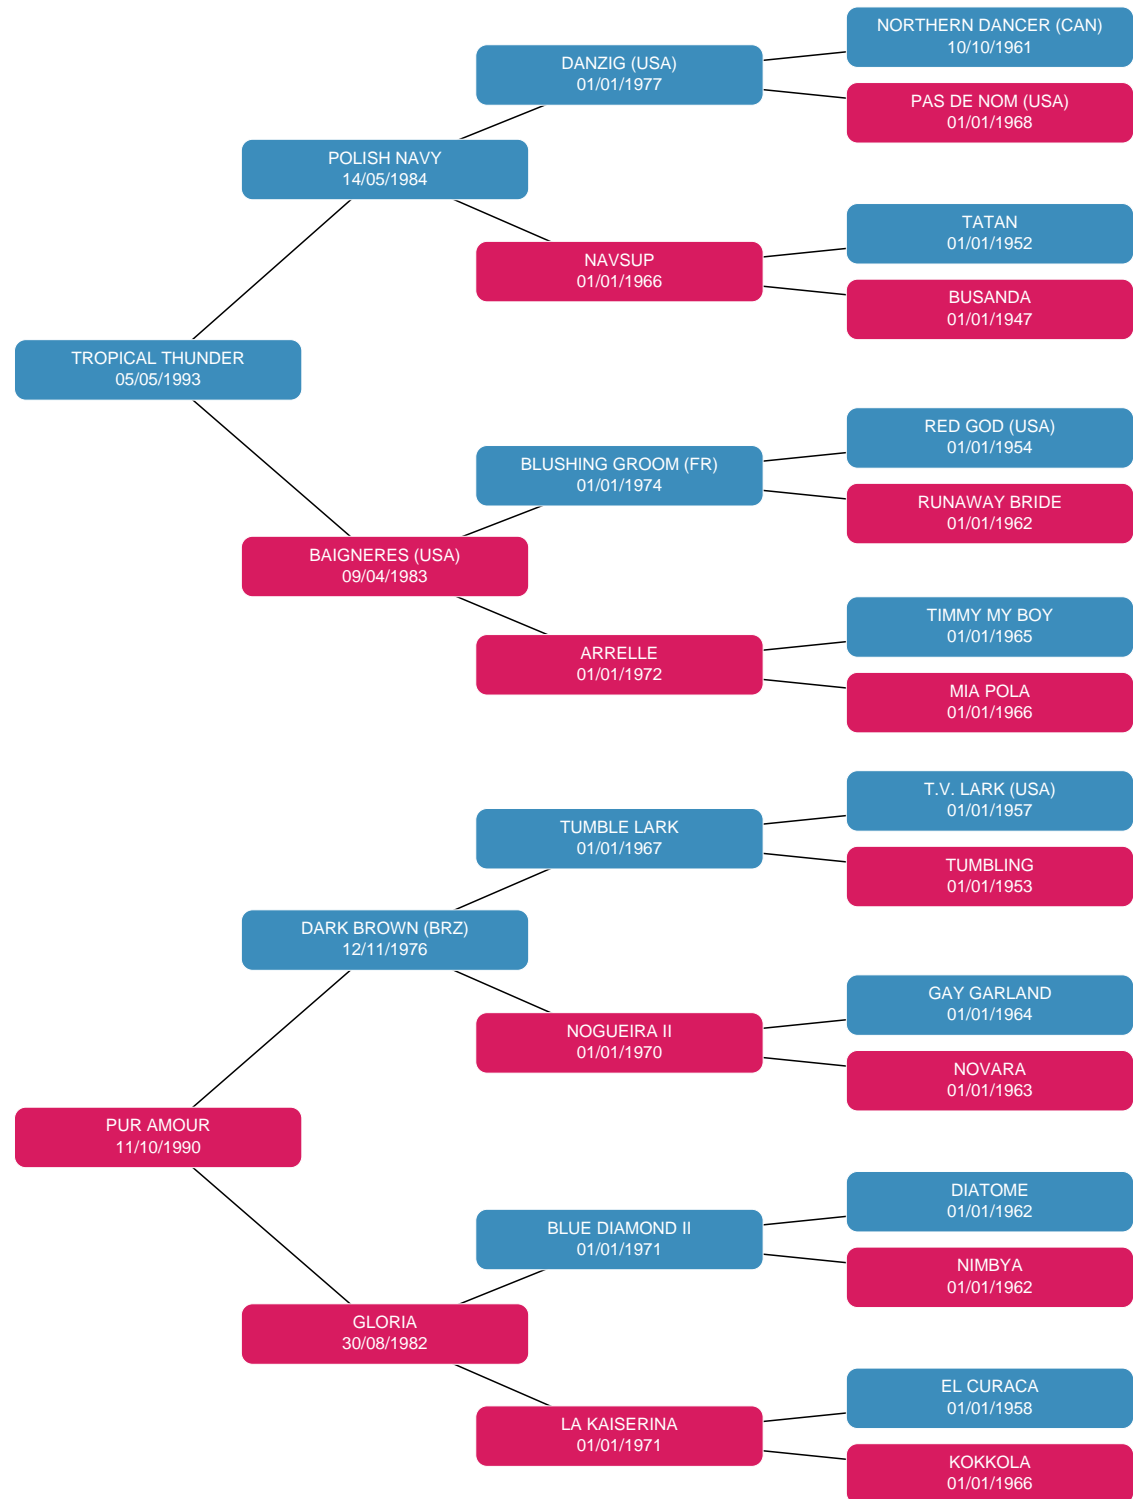 NORTHERN DANCER (CAN)
10/10/1961
DANZIG (USA)
01/01/1977
PAS DE NOM (USA)
01/01/1968
POLISH NAVY
14/05/1984
TATAN
01/01/1952
NAVSUP
01/01/1966
BUSANDA
01/01/1947
TROPICAL THUNDER
05/05/1993
RED GOD (USA)
01/01/1954
BLUSHING GROOM (FR)
01/01/1974
RUNAWAY BRIDE
01/01/1962
BAIGNERES (USA)
09/04/1983
TIMMY MY BOY
01/01/1965
ARRELLE
01/01/1972
MIA POLA
01/01/1966
T.V. LARK (USA)
01/01/1957
TUMBLE LARK
01/01/1967
TUMBLING
01/01/1953
DARK BROWN (BRZ)
12/11/1976
GAY GARLAND
01/01/1964
NOGUEIRA II
01/01/1970
NOVARA
01/01/1963
PUR AMOUR
11/10/1990
DIATOME
01/01/1962
BLUE DIAMOND II
01/01/1971
NIMBYA
01/01/1962
GLORIA
30/08/1982
EL CURACA
01/01/1958
LA KAISERINA
01/01/1971
KOKKOLA
01/01/1966